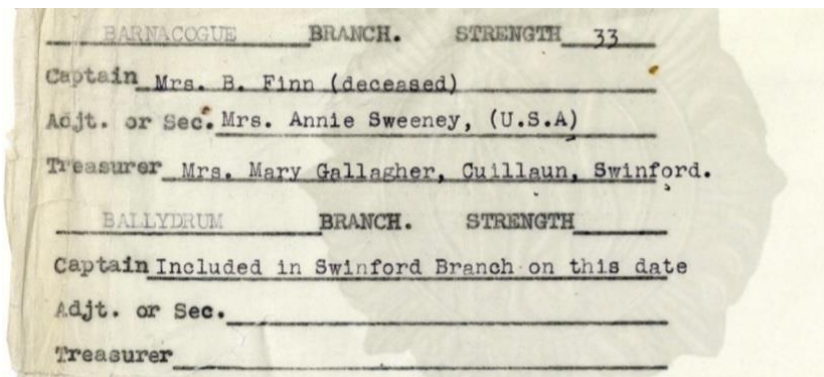 BARNACOGUE BRANCH. STRENGTH 33
Captain Mrs. B. Finn (deceased)
Adjt. or Sec. Mrs. Annie Sweeney, (U.S.A)
Treasurer Mrs. Mary Gallagher, Cuillaun, Swinford.
BALLYDRUM BRANCH. STRENGTH
Captain Included in Swinford Branch on this date
Adjt. or Sec.
Treasurer